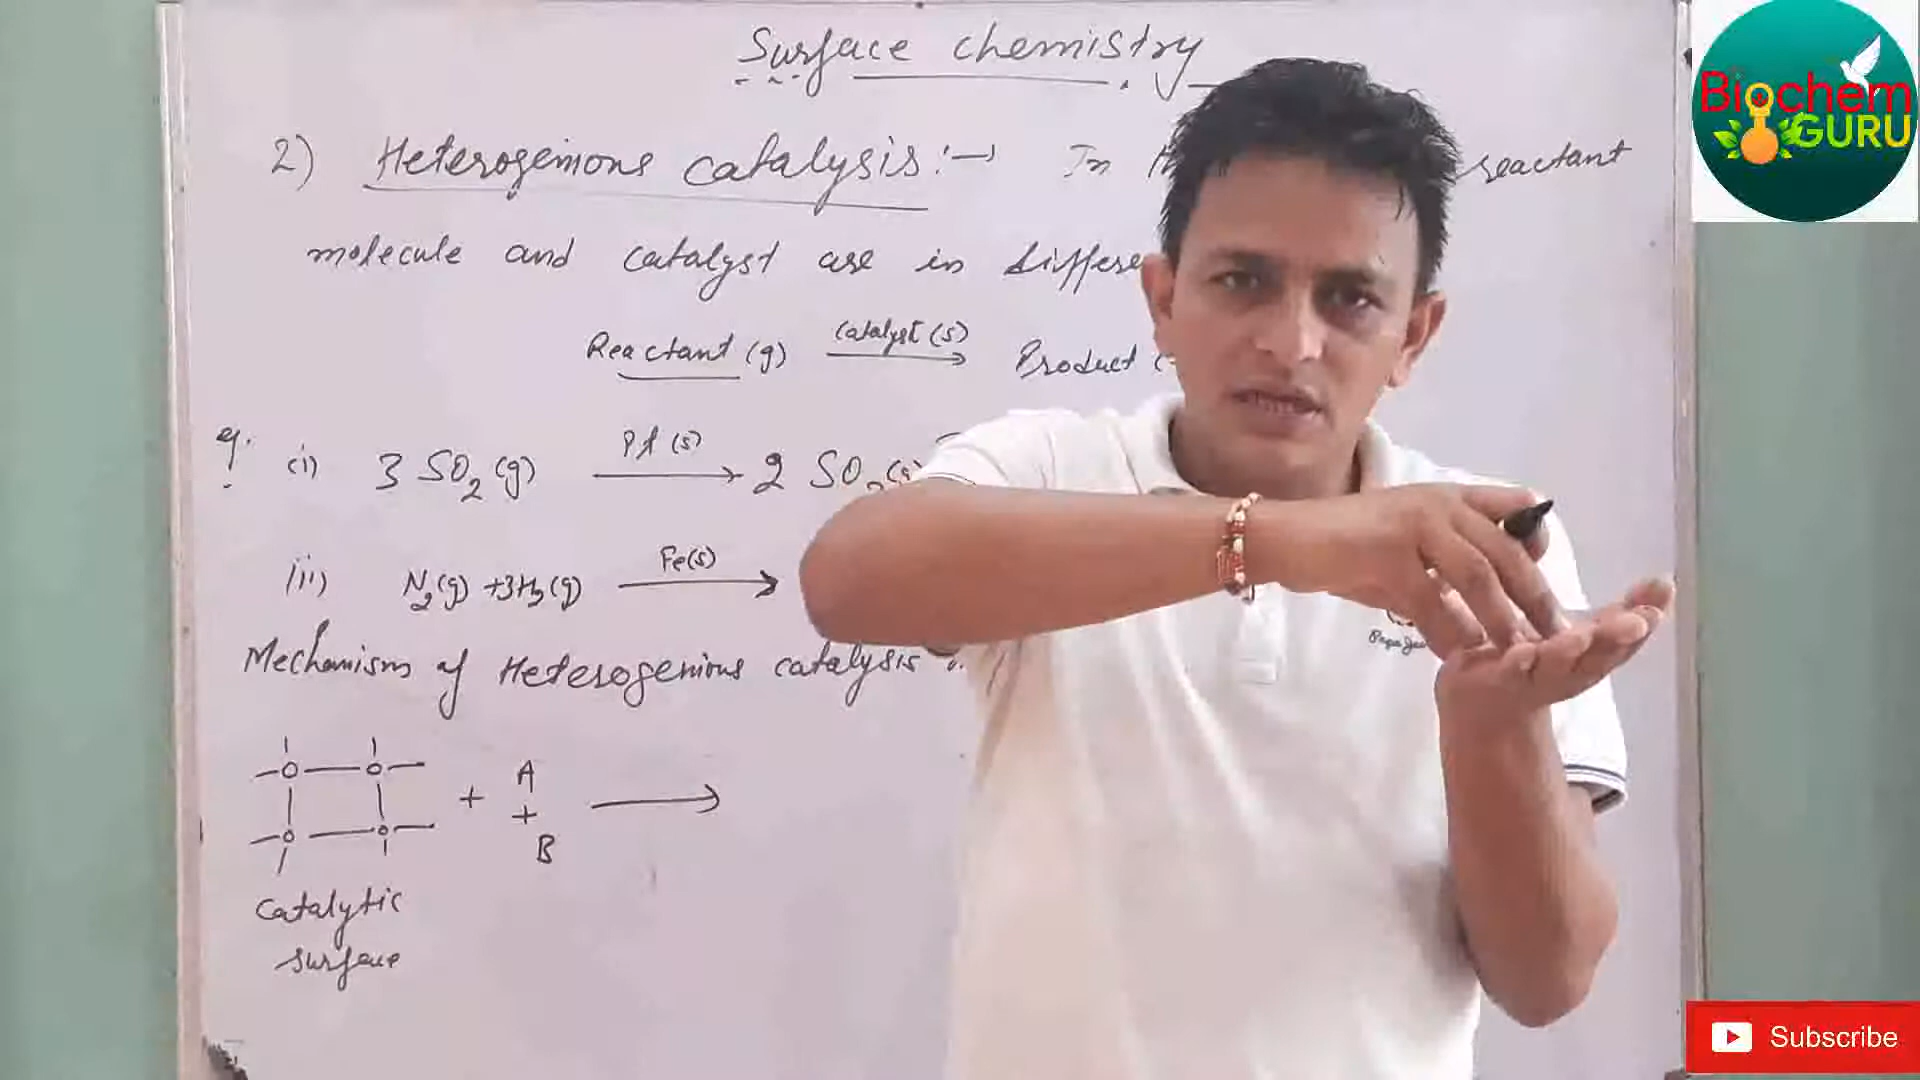 Surface chemistry
2) Heterogenious catalysis :→ In reactant
molecule and catalyst are in
Reactant (g) Catalyst (s) → Product
eg. (i) 3 SO2 (g) Pt (s) → 2 SO
(ii) N2(g) +3H2(g) Fe(s) →
Mechanism of Heterogenious catalysis
A
+ + →
B
Catalytic
surface
Biochem
GURU
Subscribe